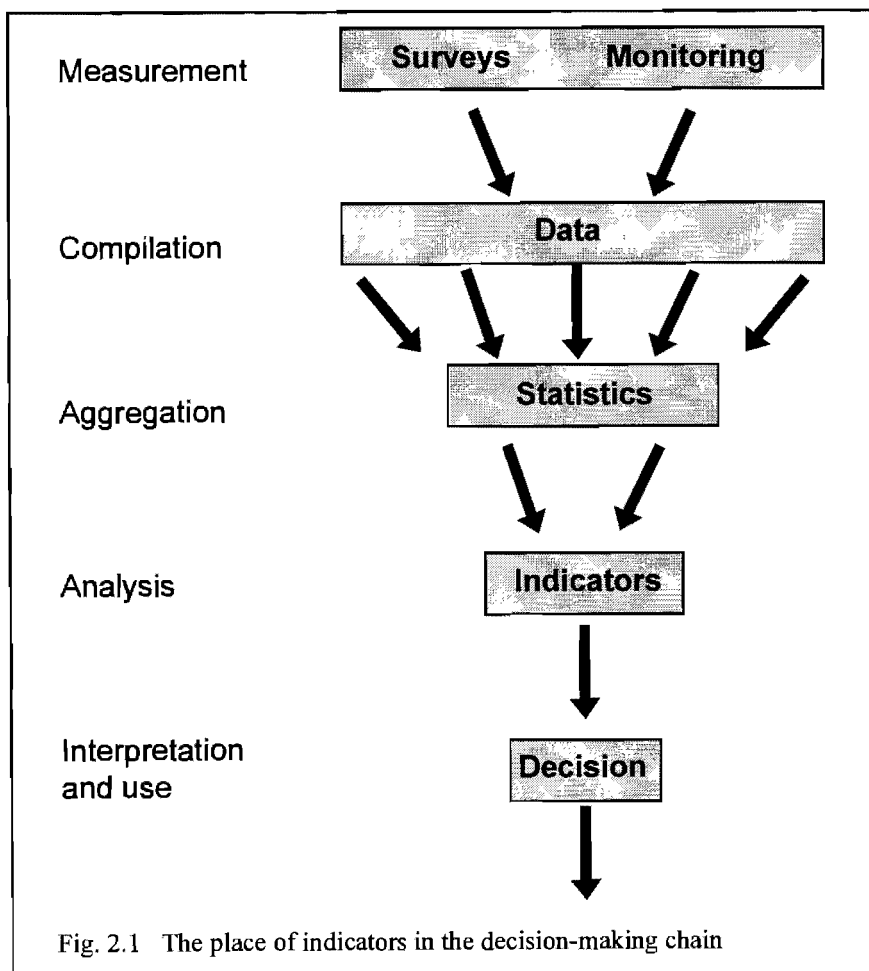 Measurement
Surveys Monitoring
Compilation
Data
Aggregation
Statistics
Analysis
Indicators
Interpretation
and use
Decision
Fig. 2.1 The place of indicators in the decision-making chain